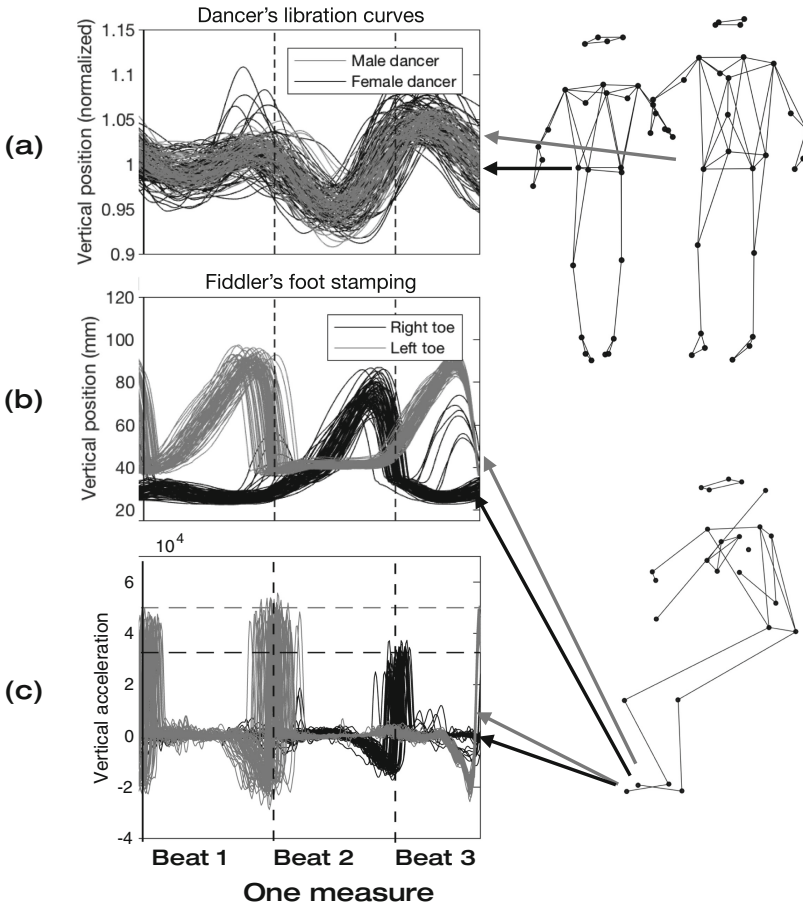 Dancer's libration curves
(a)
Vertical position (normalized)
1.15
1.1
1.05
1
0.95
0.9
Male dancer
Female dancer
Fiddler's foot stamping
(b)
Vertical position (mm)
120
100
80
60
40
20
Right toe
Left toe
(c)
Vertical acceleration
10 4
6
4
2
0
-2
-4
Beat 1 Beat 2 Beat 3
One measure